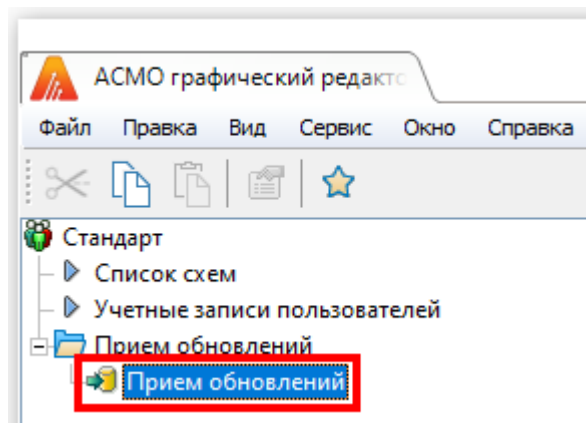 АСМО графический редакто
Файл Правка Вид Сервис Окно Справка
Стандарт
Список схем
Учетные записи пользователей
Прием обновлений
Прием обновлений